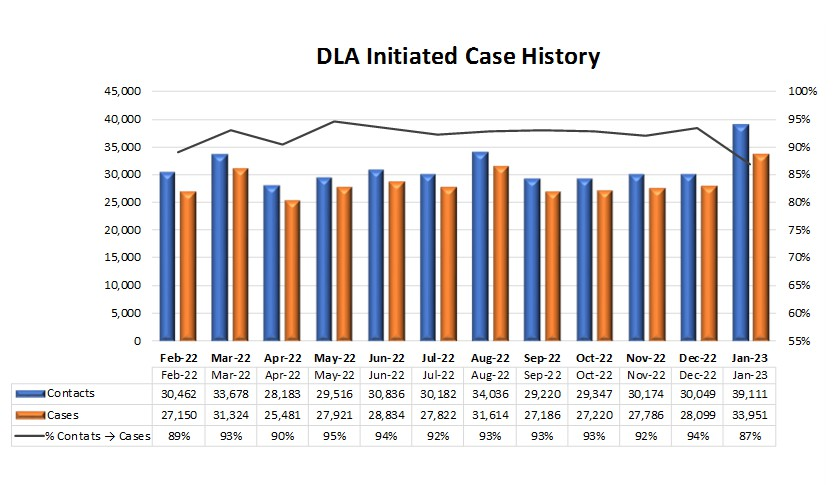 DLA Initiated Case History
45,000 100%
40,000 95%
35,000 90%
30,000 85%
25,000 80%
20,000 75%
15,000 70%
10,000 65%
5,000 60%
0 55%
Feb-22 Mar-22 Apr-22 May-22 Jun-22 Jul-22 Aug-22 Sep-22 Oct-22 Nov-22 Dec-22 Jan-23
Feb-22 Mar-22 Apr-22 May-22 Jun-22 Jul-22 Aug-22 Sep-22 Oct-22 Nov-22 Dec-22 Jan-23
Contacts 30,462 33,678 28,183 29,516 30,836 30,182 34,036 29,220 29,347 30,174 30,049 39,111
Cases 27,150 31,324 25,481 27,921 28,834 27,822 31,614 27,186 27,220 27,786 28,099 33,951
% Contats → Cases 89% 93% 90% 95% 94% 92% 93% 93% 93% 92% 94% 87%